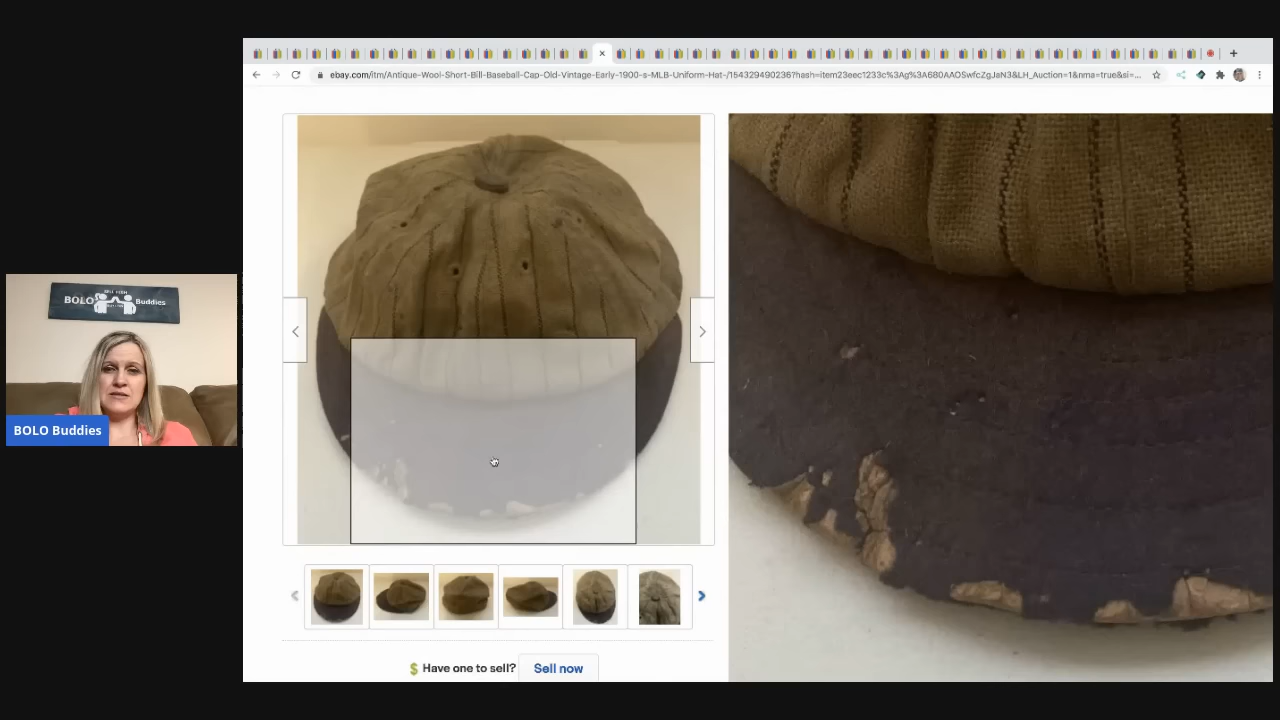 ebay.com/itm/Antique-Wool-Short-Bill-Baseball-Cap-Old-Vintage-Early-1900-s-MLB-Uniform-Hat-/154329490236?hash=item23eec1233c%3Ag%3A680AAOSwfcZgJaN3&LH_Auction=1&nma=true&si=...
BOLO Buddies
BOLO Buddies
$ Have one to sell? Sell now